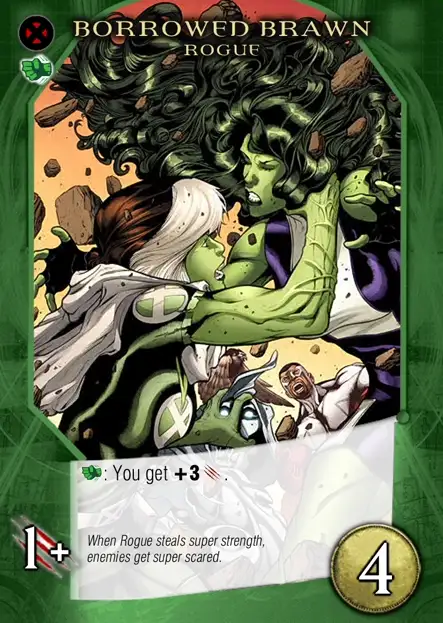 BORROWED BRAWN
ROGUE
: You get +3 .
1+
When Rogue steals super strength,
enemies get super scared.
4